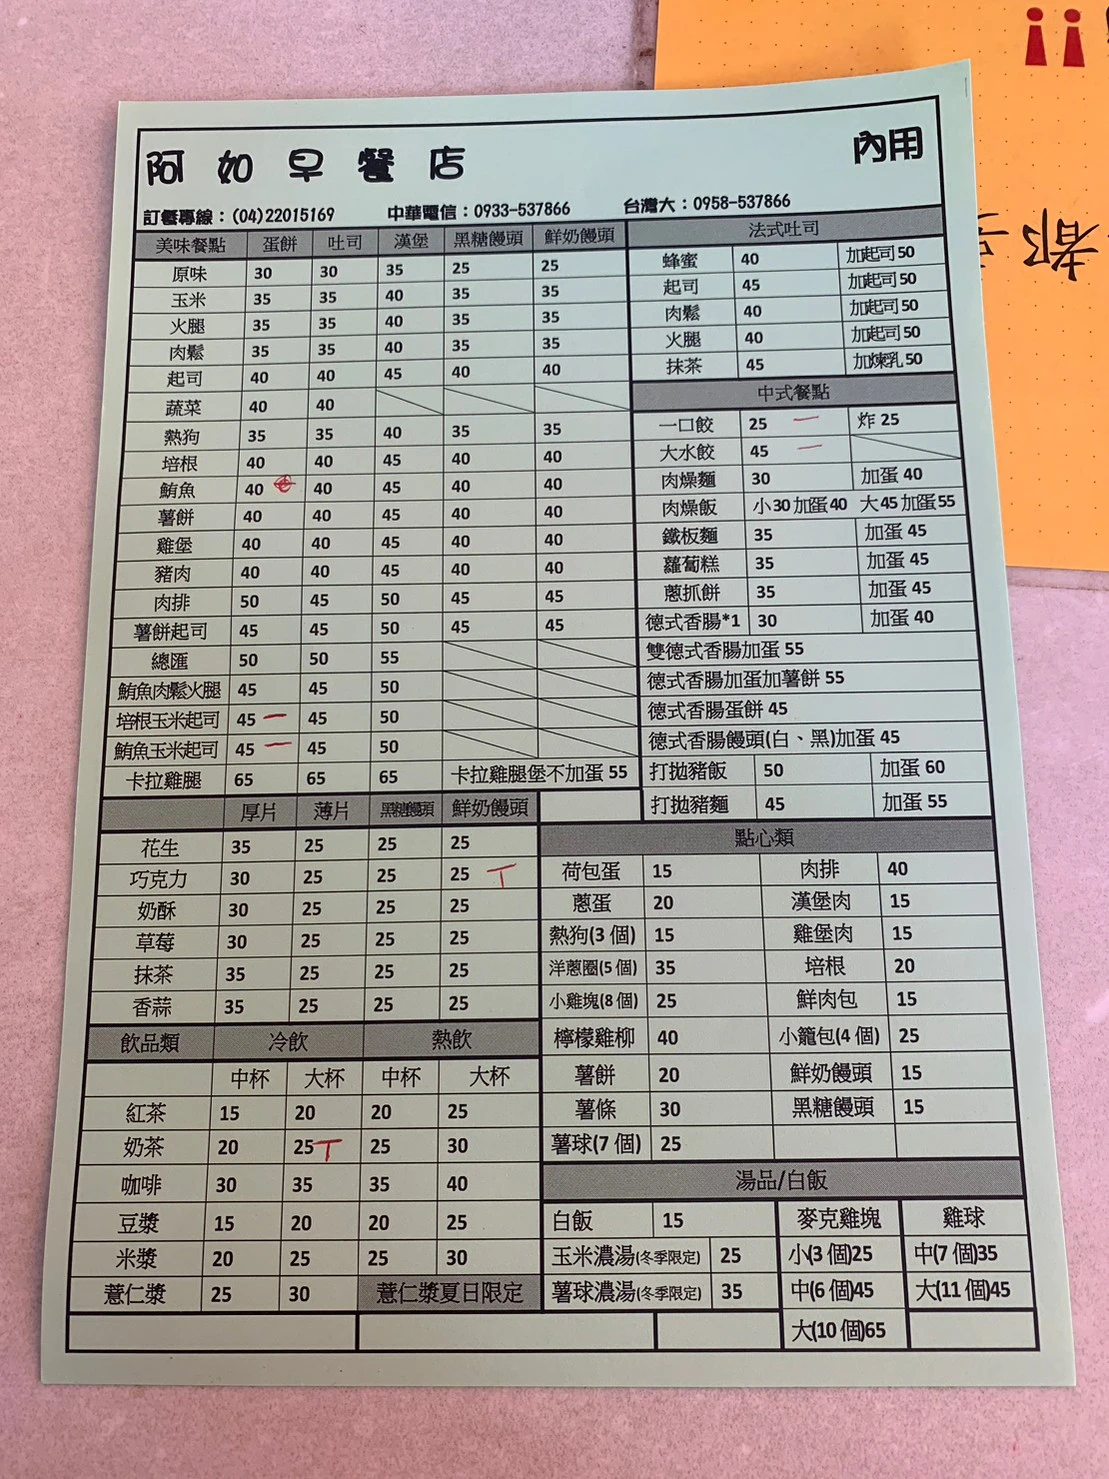 阿如早餐店 內用
訂餐專線：(04)22015169 中華電信：0933-537866 台灣大：0958-537866
美味餐點 蛋餅 吐司 漢堡 黑糖饅頭 鮮奶饅頭
原味 30 30 35 25 25
玉米 35 35 40 35 35
火腿 35 35 40 35 35
肉鬆 35 35 40 35 35
起司 40 40 45 40 40
蔬菜 40 40
熱狗 35 35 40 35 35
培根 40 40 45 40 40
鮪魚 40 40 45 40 40
薯餅 40 40 45 40 40
雞堡 40 40 45 40 40
豬肉 40 40 45 40 40
肉排 50 45 50 45 45
薯餅起司 45 45 50 45 45
總匯 50 50 55
鮪魚肉鬆火腿 45 45 50
培根玉米起司 45 一 45 50
鮪魚玉米起司 45 一 45 50
卡拉雞腿 65 65 65 卡拉雞腿堡不加蛋 55
厚片 薄片 黑糖饅頭 鮮奶饅頭
花生 35 25 25 25
巧克力 30 25 25 25 T
奶酥 30 25 25 25
草莓 30 25 25 25
抹茶 35 25 25 25
香蒜 35 25 25 25
飲品類 冷飲 熱飲
中杯 大杯 中杯 大杯
紅茶 15 20 20 25
奶茶 20 25 T 25 30
咖啡 30 35 35 40
豆漿 15 20 20 25
米漿 20 25 25 30
薏仁漿 25 30 薏仁漿夏日限定
法式吐司
蜂蜜 40 加起司 50
起司 45 加起司 50
肉鬆 40 加起司 50
火腿 40 加起司 50
抹茶 45 加煉乳 50
中式餐點
一口餃 25 一 炸 25
大水餃 45 一
肉燥麵 30 加蛋 40
肉燥飯 小 30 加蛋 40 大 45 加蛋 55
鐵板麵 35 加蛋 45
蘿蔔糕 35 加蛋 45
蔥抓餅 35 加蛋 45
德式香腸*1 30 加蛋 40
雙德式香腸加蛋 55
德式香腸加蛋加薯餅 55
德式香腸蛋餅 45
德式香腸饅頭(白、黑)加蛋 45
打拋豬飯 50 加蛋 60
打拋豬麵 45 加蛋 55
點心類
荷包蛋 15 肉排 40
蔥蛋 20 漢堡肉 15
熱狗(3 個) 15 雞堡肉 15
洋蔥圈(5 個) 35 培根 20
小雞塊(8 個) 25 鮮肉包 15
檸檬雞柳 40 小籠包(4 個) 25
薯餅 20 鮮奶饅頭 15
薯條 30 黑糖饅頭 15
薯球(7 個) 25
湯品/白飯
白飯 15 麥克雞塊 雞球
玉米濃湯(冬季限定) 25 小(3 個)25 中(7 個)35
薯球濃湯(冬季限定) 35 中(6 個)45 大(11 個)45
大(10 個)65
都